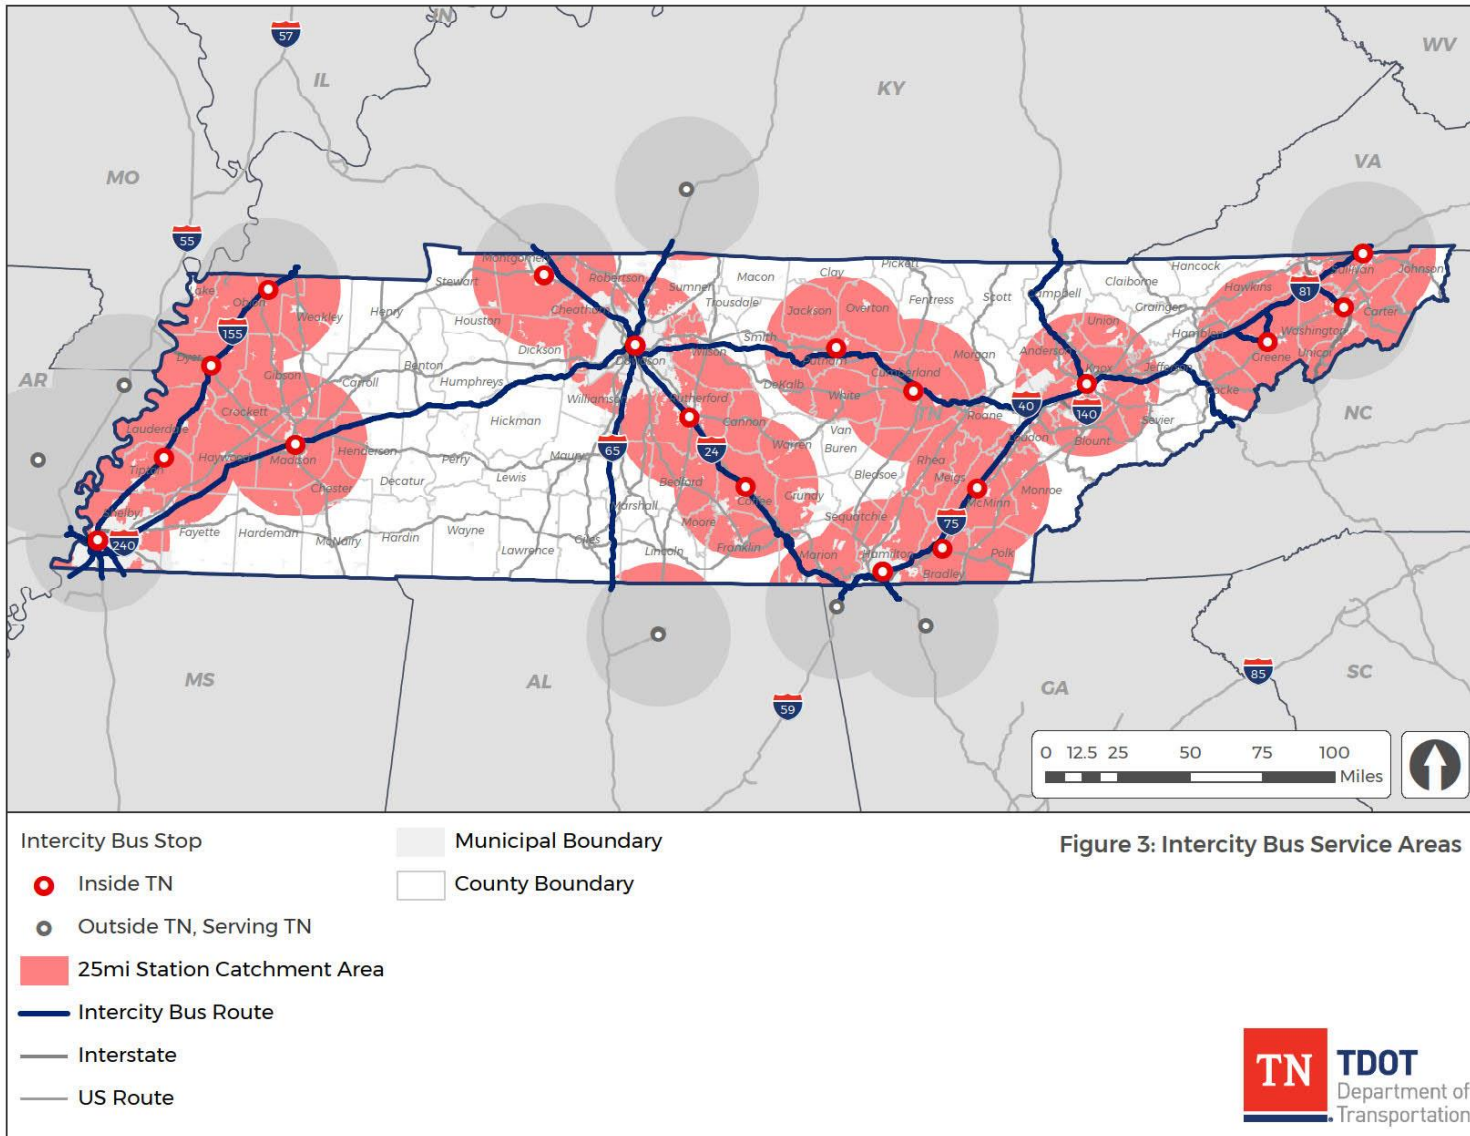 IN
57
WV
IL
KY
MO
VA
55
Montgomery
Robertson
Sumner
Macon
Clay
Pickett
Hancock
Sullivan
Johnson
Stewart
Trousdale
Jackson
Overton
Fentress
Scott
Campbell
Claiborne
Hawkins
81
Lake
Obion
Weakley
Henry
Houston
Cheatham
Union
Grainger
Hamblen
Washington
Carter
155
Dyer
Dickson
Davidson
Wilson
Smith
Putnam
Morgan
Anderson
Knox
Jefferson
Greene
Unicoi
AR
Gibson
Carroll
Benton
Humphreys
Williamson
Rutherford
DeKalb
White
Cumberland
TN
Roane
40
140
Cocke
Sevier
NC
Crockett
Lauderdale
Hickman
Cannon
Van
Buren
Loudon
Blount
Tipton
Haywood
Madison
Henderson
Perry
Maury
65
24
Warren
Rhea
Bledsoe
Meigs
McMinn
Monroe
Chester
Decatur
Lewis
Bedford
Coffee
Grundy
Shelby
Marshall
Moore
Sequatchie
75
240
Fayette
Hardeman
McNairy
Hardin
Wayne
Lawrence
Giles
Lincoln
Franklin
Marion
Hamilton
Bradley
Polk
MS
AL
59
GA
85
SC
0 12.5 25 50 75 100
Miles
Figure 3: Intercity Bus Service Areas
Intercity Bus Stop
Inside TN
Outside TN, Serving TN
25mi Station Catchment Area
Intercity Bus Route
Interstate
US Route
Municipal Boundary
County Boundary
TN
TDOT
Department of
Transportation